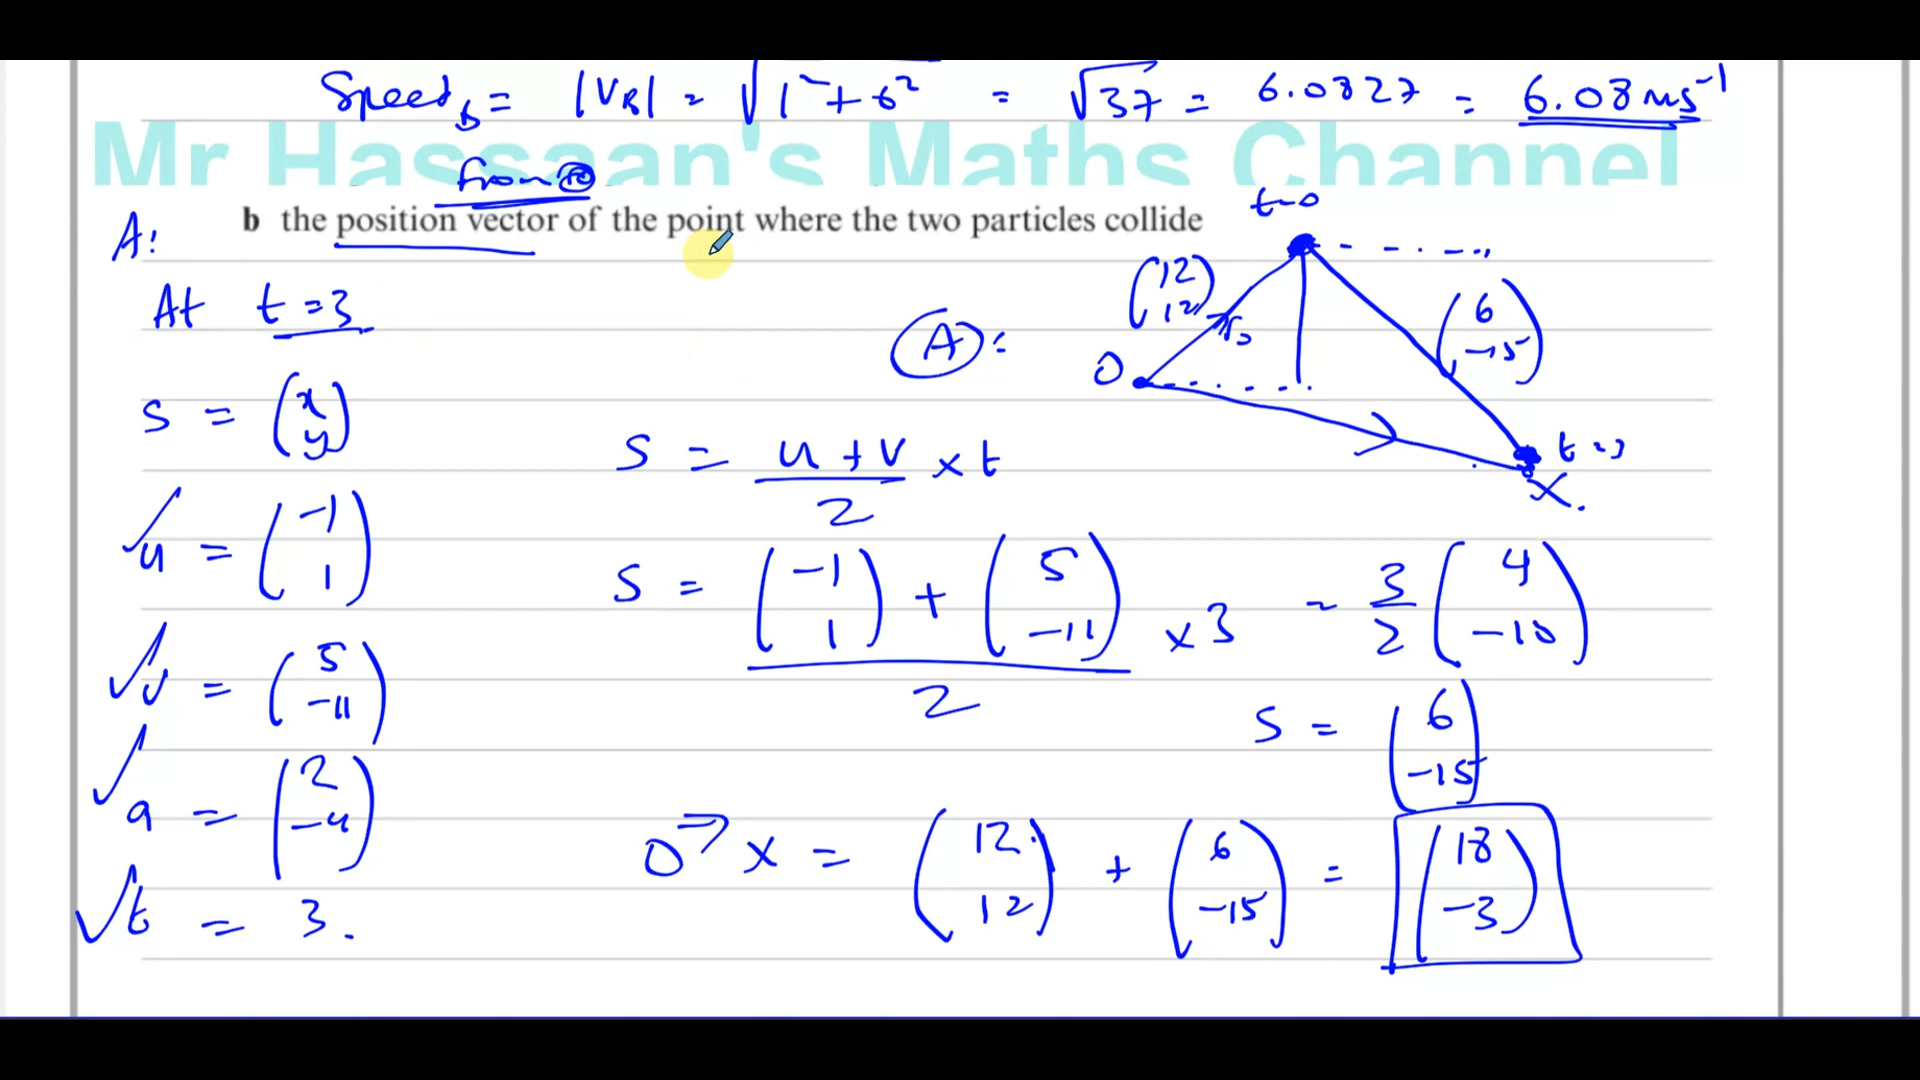 Speed_B = |V_B| = √(1² + 6²) = √37 = 6.0827 = 6.08 ms⁻¹
Mr Hassaan's Maths Channel
from
b the position vector of the point where the two particles collide
t=0
A:
At t = 3
(12 12)
r₀
(6 -15)
A:
O
t=3
X.
s = (x y)
s = (u + v)/2 × t
u = (-1 1)
s = ((-1 1) + (5 -11))/2 × 3 = 3/2 (4 -10)
v = (5 -11)
s = (6 -15)
a = (2 -4)
O→X = (12 12) + (6 -15) = (18 -3)
t = 3.